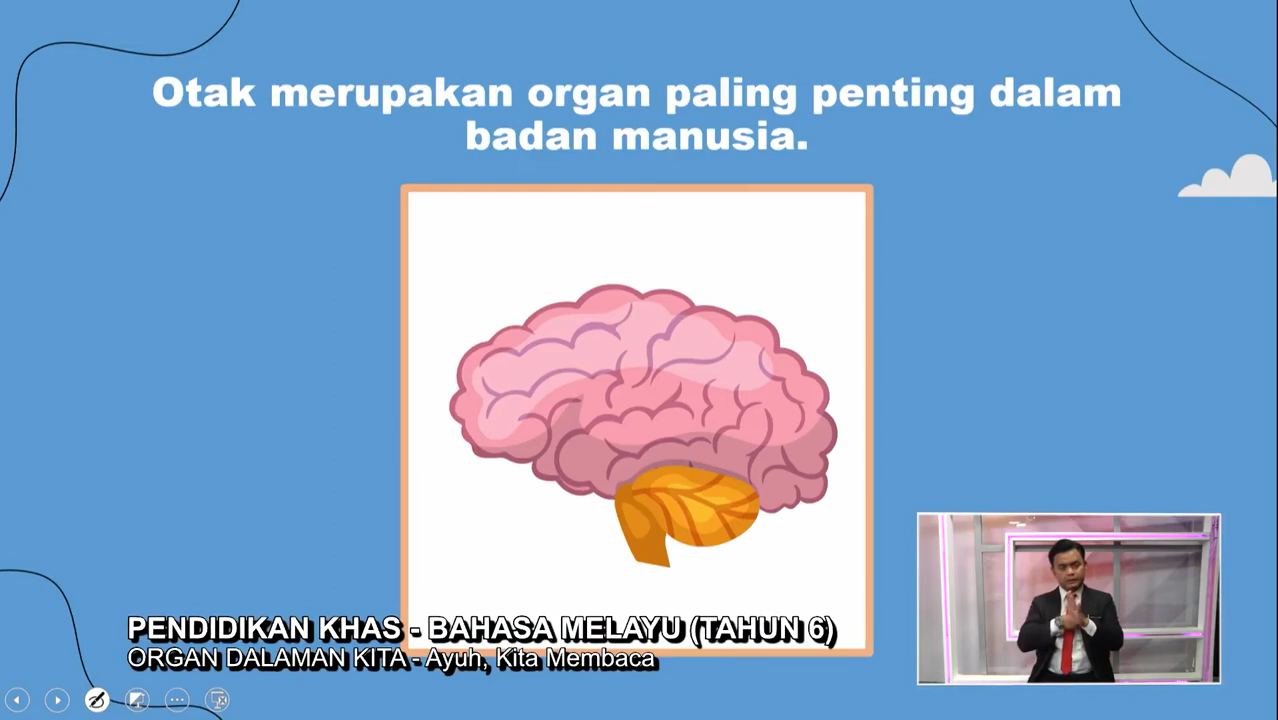 Otak merupakan organ paling penting dalam
badan manusia.
PENDIDIKAN KHAS - BAHASA MELAYU (TAHUN 6)
ORGAN DALAMAN KITA - Ayuh, Kita Membaca